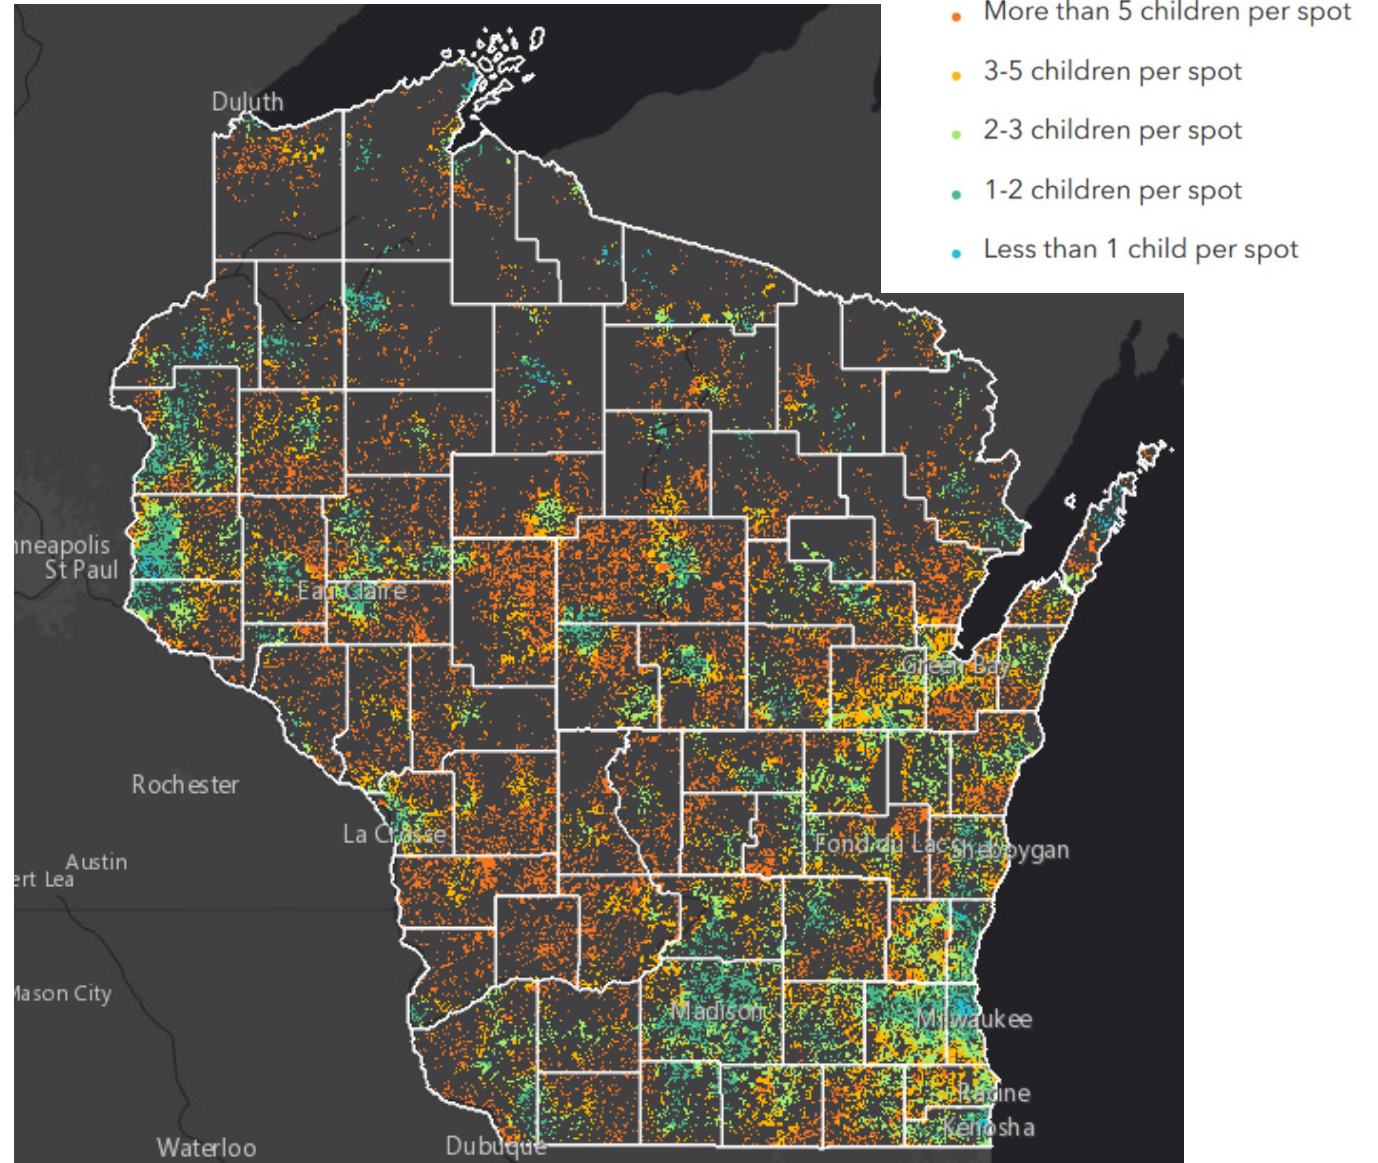 More than 5 children per spot
3-5 children per spot
2-3 children per spot
1-2 children per spot
Less than 1 child per spot
Duluth
nneapolis
St Paul
Eau Claire
Green Bay
Rochester
La Crosse
Fond du Lac
Sheboygan
Austin
ert Lea
Mason City
Madison
Milwaukee
Racine
Kenosha
Waterloo
Dubuque